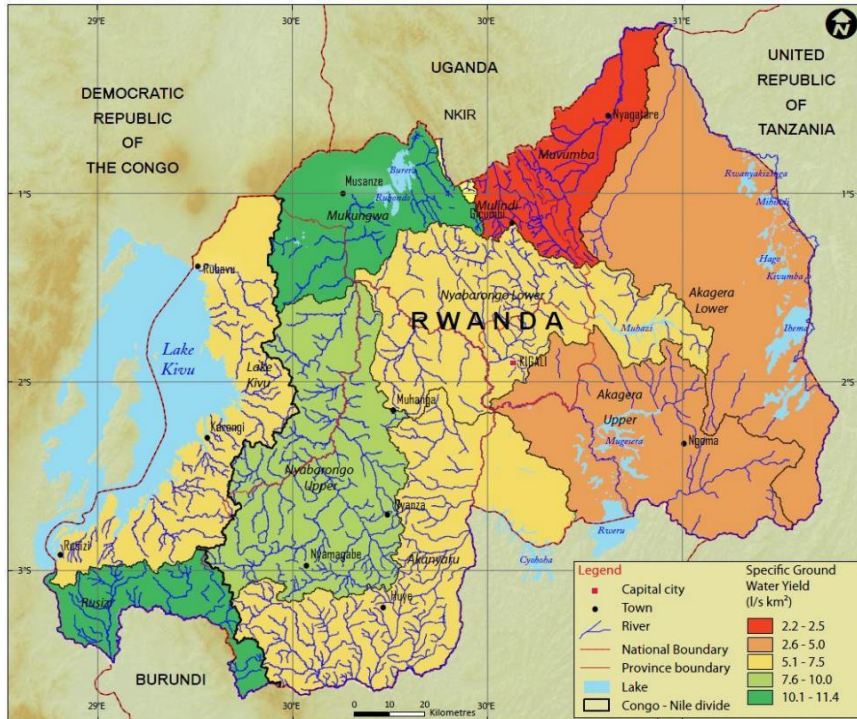 29°E
30°E
30°E
31°E
N
DEMOCRATIC
REPUBLIC
OF
THE CONGO
UGANDA
NKIR
UNITED
REPUBLIC
OF
TANZANIA
Nyagatare
Muvumba
Burera
Ruhondo
Musanze
Mukungwa
Mulindi
Gicumbi
Rwanyakizinga
Mihindi
Hago
Kivumba
Ihema
1°S
1°S
Rubavu
Nyabarongo Lower
RWANDA
Akagera
Lower
Muhazi
Lake
Kivu
Lake
Kivu
KIGALI
2°S
2°S
Muhanga
Akagera
Upper
Mugesera
Ngoma
Karongi
Nyabarongo
Upper
Nyanza
Rweru
Rusizi
Nyamagabe
Akanyaru
Cyohoha
3°S
Rusizi
Huye
BURUNDI
29°E
30°E
30°E
Legend
Capital city
Town
River
National Boundary
Province boundary
Lake
Congo - Nile divide
Specific Ground
Water Yield
(l/s km²)
2.2 - 2.5
2.6 - 5.0
5.1 - 7.5
7.6 - 10.0
10.1 - 11.4
0 10 20
Kilometres